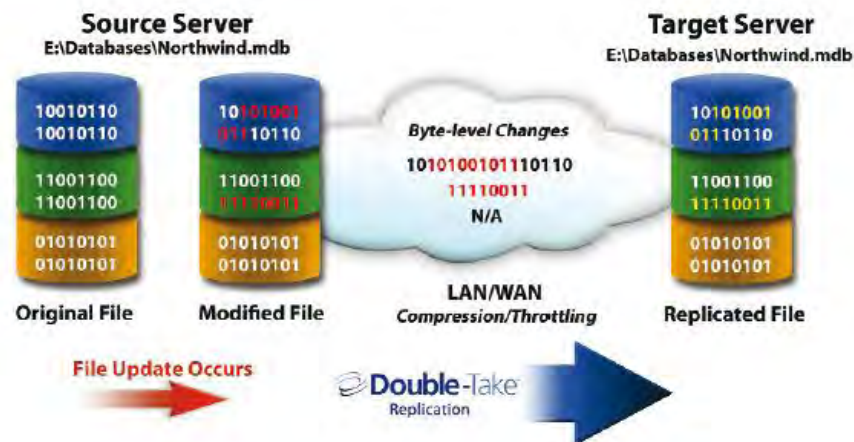 Source Server
E:\Databases\Northwind.mdb
Target Server
E:\Databases\Northwind.mdb
10010110
10010110
11001100
11001100
01010101
01010101
Original File
10101001
01110110
11001100
11110011
01010101
01010101
Modified File
Byte-level Changes
1010100101110110
11110011
N/A
LAN/WAN
Compression/Throttling
10101001
01110110
11001100
11110011
01010101
01010101
Replicated File
File Update Occurs
Double-Take
Replication